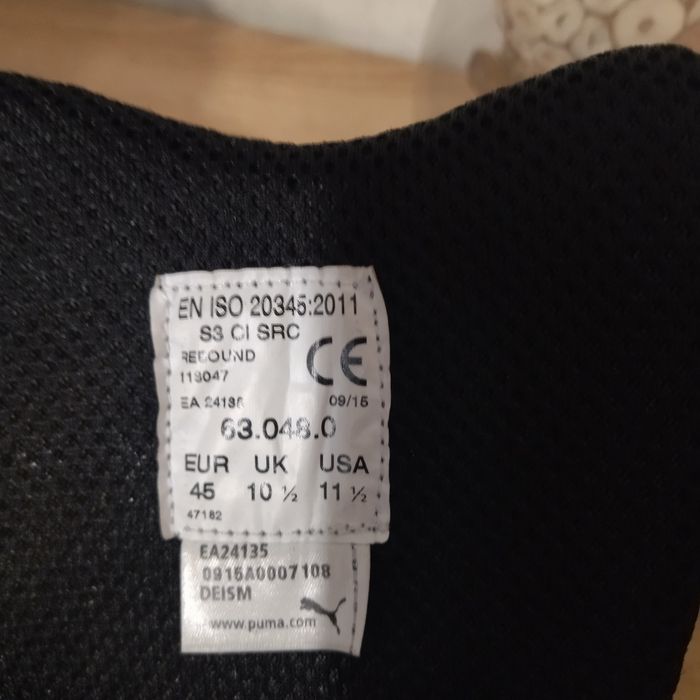 EN ISO 20345:2011
S3 CI SRC
REBOUND
113047
CE
EA 24135 09/15
63.048.0
EUR UK USA
45 10 ½ 11 ½
47182
EA24135
0915A0007108
DEISM
www.puma.com